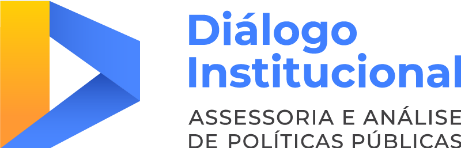 Diálogo
Institucional
ASSESSORIA E ANÁLISE
DE POLÍTICAS PÚBLICAS